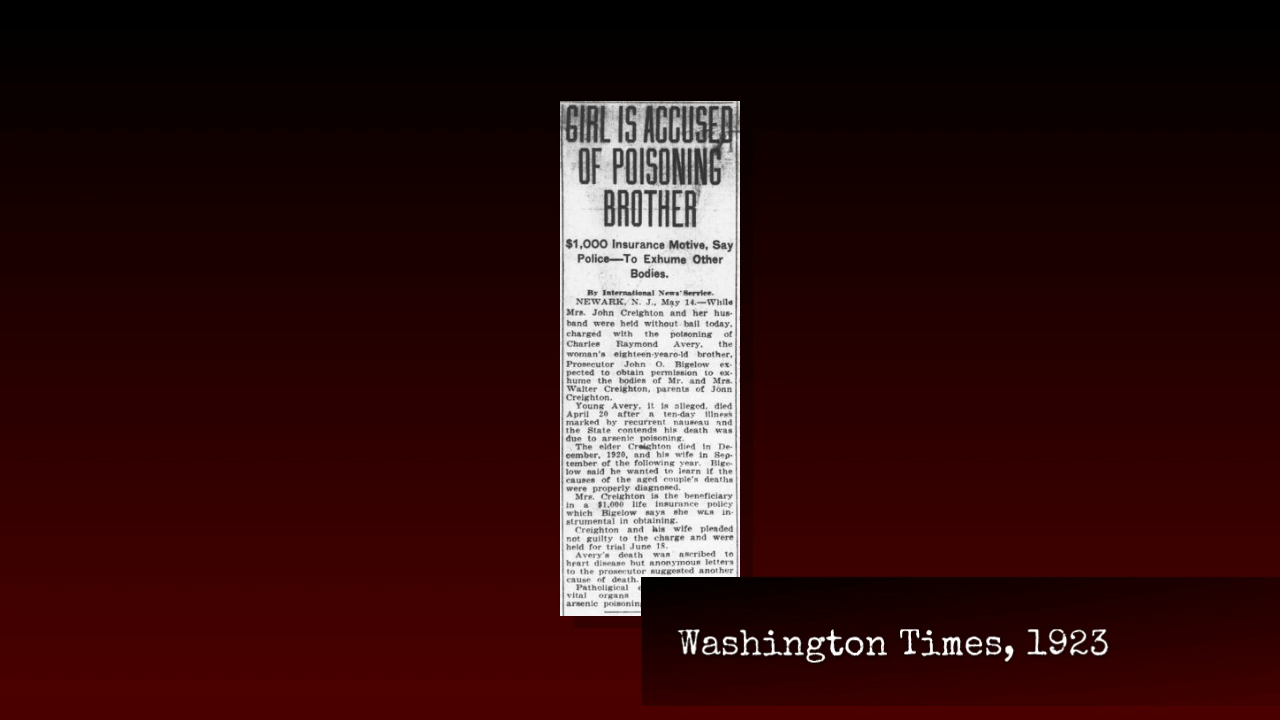 GIRL IS ACCUSED
OF POISONING
BROTHER
$1,000 Insurance Motive, Say
Police—To Exhume Other
Bodies.
By International News Service.
NEWARK, N. J., May 14.—While
Mrs. John Creighton and her hus-
band were held without bail today,
charged with the poisoning of
Charles Raymond Avery, the
woman's eighteen-yearo-ld brother,
Prosecutor John O. Bigelow ex-
pected to obtain permission to ex-
hume the bodies of Mr. and Mrs.
Walter Creighton, parents of John
Creighton.
Young Avery, it is alleged, died
April 20 after a ten-day illness
marked by recurrent nauseau and
the State contends his death was
due to arsenic poisoning.
The elder Creighton died in De-
cember, 1920, and his wife in Sep-
tember of the following year. Bige-
low said he wanted to learn if the
causes of the aged couple's deaths
were properly diagnosed.
Mrs. Creighton is the beneficiary
in a $1,000 life insurance policy
which Bigelow says she was in-
strumental in obtaining.
Creighton and his wife pleaded
not guilty to the charge and were
held for trial June 18.
Avery's death was ascribed to
heart disease but anonymous letters
to the prosecutor suggested another
cause of death.
Patholigical
vital organs
arsenic poisonin
Washington Times, 1923